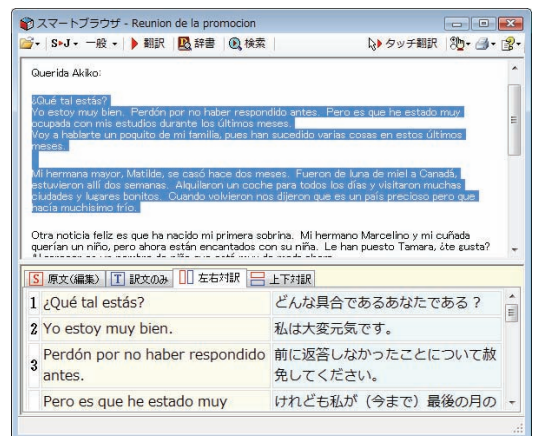 スマートブラウザ - Reunion de la promocion
S▸J 一般 翻訳 辞書 検索 タッチ翻訳
Querida Akiko:
¿Qué tal estás?
Yo estoy muy bien. Perdón por no haber respondido antes. Pero es que he estado muy
ocupada con mis estudios durante los últimos meses.
Voy a hablarte un poquito de mi familia, pues han sucedido varias cosas en estos últimos
meses.
Mi hermana mayor, Matilde, se casó hace dos meses. Fueron de luna de miel a Canadá,
estuvieron allí dos semanas. Alquilaron un coche para todos los días y visitaron muchas
ciudades y lugares bonitos. Cuando volvieron nos dijeron que es un país precioso pero que
hacía muchísimo frío.
Otra noticia feliz es que ha nacido mi primera sobrina. Mi hermano Marcelino y mi cuñada
querían un niño, pero ahora están encantados con su niña. Le han puesto Tamara, ¿te gusta?
S 原文(編集) T 訳文のみ 左右対訳 上下対訳
1 ¿Qué tal estás? どんな具合であるあなたである？
2 Yo estoy muy bien. 私は大変元気です。
3 Perdón por no haber respondido 前に返答しなかったことについて赦
antes. 免してください。
Pero es que he estado muy けれども私が（今まで）最後の月の